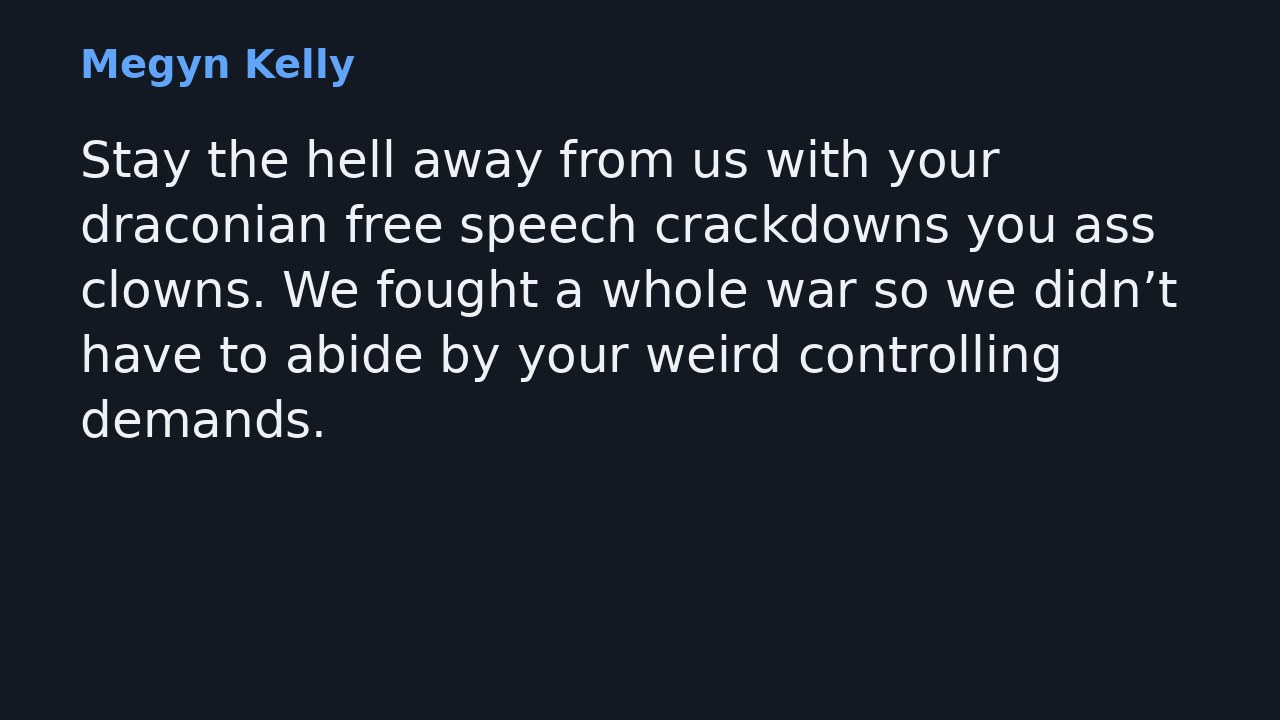 Megyn Kelly
Stay the hell away from us with your
draconian free speech crackdowns you ass
clowns. We fought a whole war so we didn’t
have to abide by your weird controlling
demands.